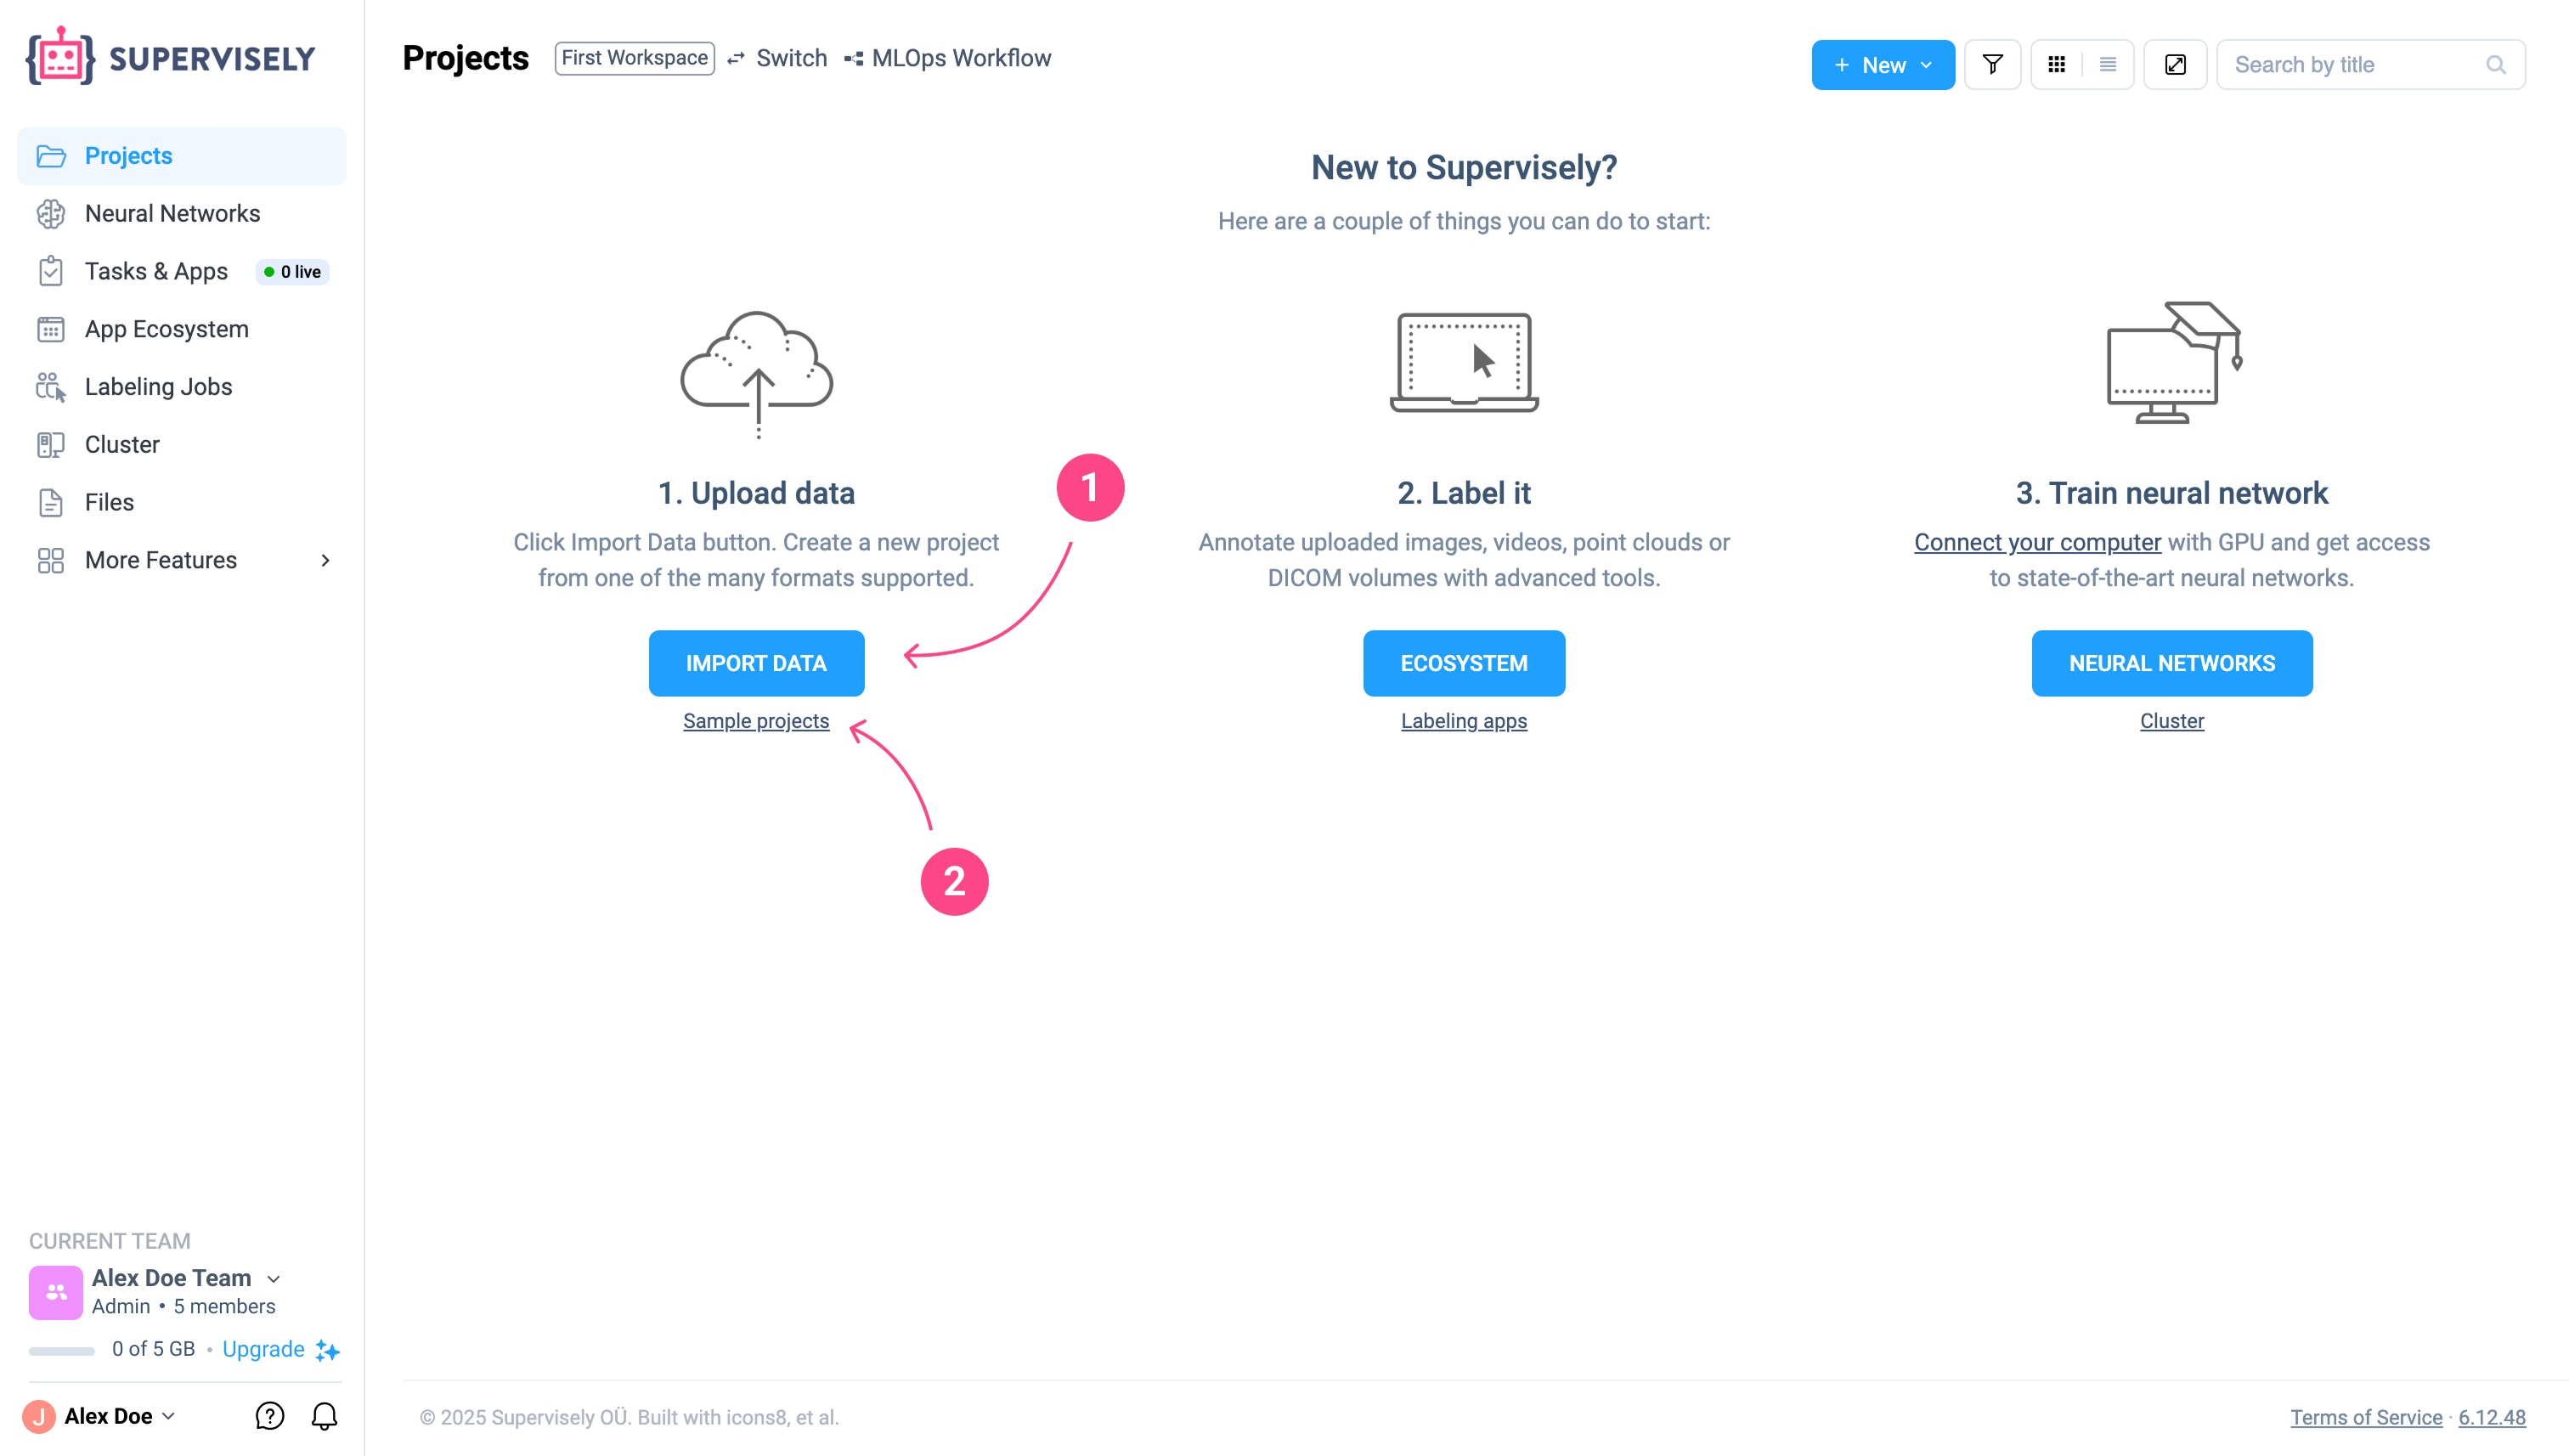 SUPERVISELY
Projects
Neural Networks
Tasks & Apps 0 live
App Ecosystem
Labeling Jobs
Cluster
Files
More Features
CURRENT TEAM
Alex Doe Team
Admin • 5 members
0 of 5 GB • Upgrade
J Alex Doe
Projects First Workspace Switch MLOps Workflow
+ New
Search by title
New to Supervisely?
Here are a couple of things you can do to start:
1. Upload data
Click Import Data button. Create a new project
from one of the many formats supported.
IMPORT DATA
Sample projects
1
2
2. Label it
Annotate uploaded images, videos, point clouds or
DICOM volumes with advanced tools.
ECOSYSTEM
Labeling apps
3. Train neural network
Connect your computer with GPU and get access
to state-of-the-art neural networks.
NEURAL NETWORKS
Cluster
© 2025 Supervisely OÜ. Built with icons8, et al.
Terms of Service · 6.12.48